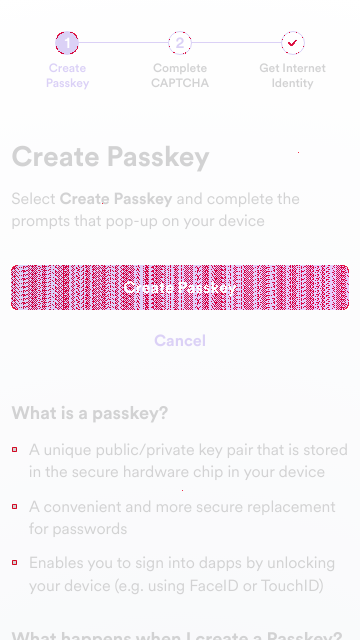 1 2
Create Passkey
Complete CAPTCHA
Get Internet Identity
Create Passkey
Select Create Passkey and complete the
prompts that pop-up on your device
Create Passkey
Cancel
What is a passkey?
A unique public/private key pair that is stored
in the secure hardware chip in your device
A convenient and more secure replacement
for passwords
Enables you to sign into dapps by unlocking
your device (e.g. using FaceID or TouchID)
What happens when I create a Passkey?